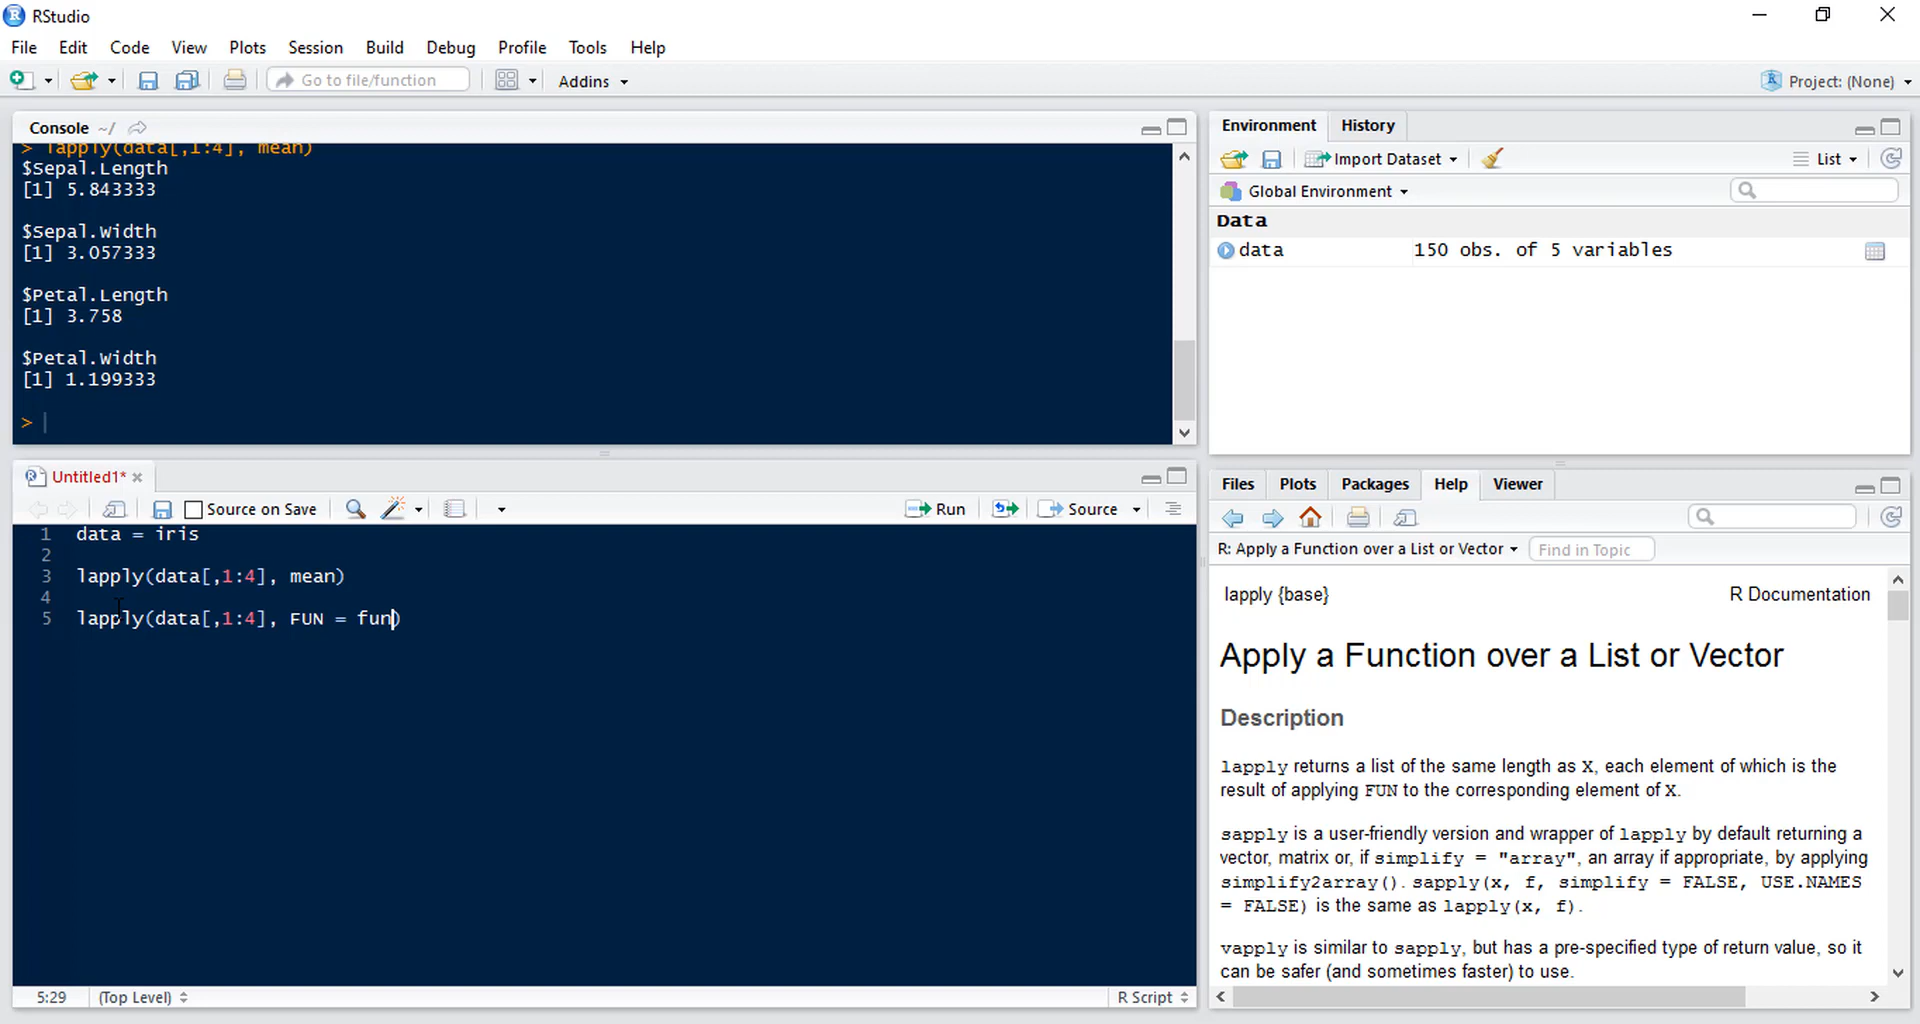 RStudio
File Edit Code View Plots Session Build Debug Profile Tools Help
Go to file/function Addins Project: (None)
Console ~/
> lapply(data[,1:4], mean)
$Sepal.Length
[1] 5.843333
$Sepal.Width
[1] 3.057333
$Petal.Length
[1] 3.758
$Petal.Width
[1] 1.199333
>
Untitled1*
Source on Save Run Source
1 data = iris
2
3 lapply(data[,1:4], mean)
4
5 lapply(data[,1:4], FUN = fun)
5:29 (Top Level) R Script
Environment History
Import Dataset List
Global Environment
Data
data 150 obs. of 5 variables
Files Plots Packages Help Viewer
R: Apply a Function over a List or Vector Find in Topic
lapply {base} R Documentation
Apply a Function over a List or Vector
Description
lapply returns a list of the same length as X, each element of which is the
result of applying FUN to the corresponding element of X.
sapply is a user-friendly version and wrapper of lapply by default returning a
vector, matrix or, if simplify = "array", an array if appropriate, by applying
simplify2array(). sapply(x, f, simplify = FALSE, USE.NAMES
= FALSE) is the same as lapply(x, f).
vapply is similar to sapply, but has a pre-specified type of return value, so it
can be safer (and sometimes faster) to use.